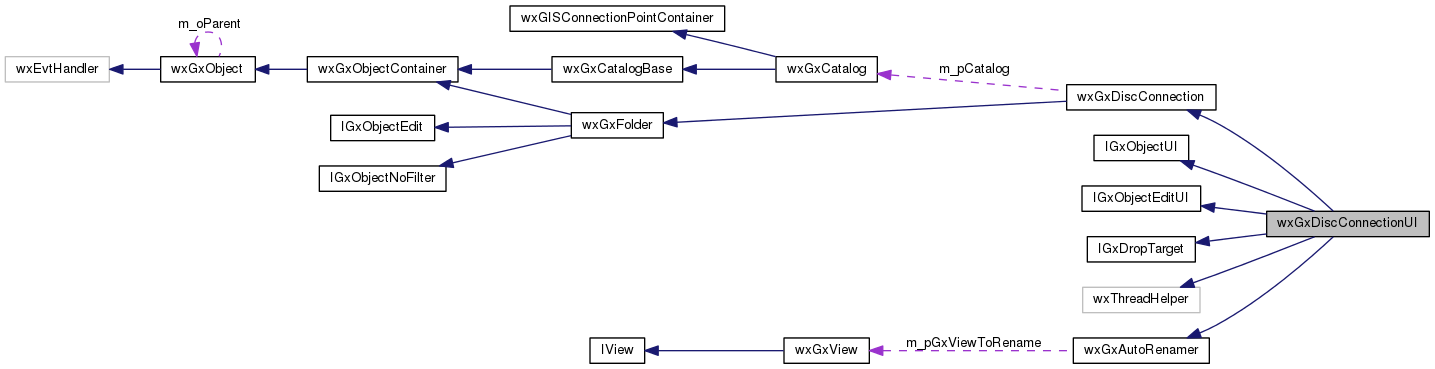 wxGISConnectionPointContainer
m_oParent
wxEvtHandler
wxGxObject
wxGxObjectContainer
wxGxCatalogBase
wxGxCatalog
m_pCatalog
wxGxDiscConnection
IGxObjectEdit
wxGxFolder
IGxObjectUI
IGxObjectNoFilter
IGxObjectEditUI
wxGxDiscConnectionUI
IGxDropTarget
wxThreadHelper
IView
wxGxView
m_pGxViewToRename
wxGxAutoRenamer